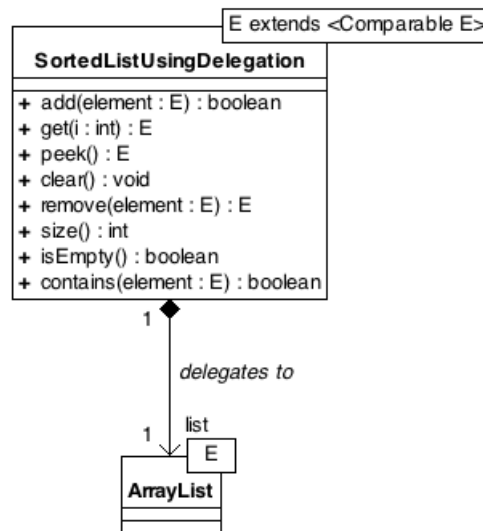 E extends <Comparable E>
SortedListUsingDelegation
+ add(element : E) : boolean
+ get(i : int) : E
+ peek() : E
+ clear() : void
+ remove(element : E) : E
+ size() : int
+ isEmpty() : boolean
+ contains(element : E) : boolean
1
delegates to
1 list
E
ArrayList